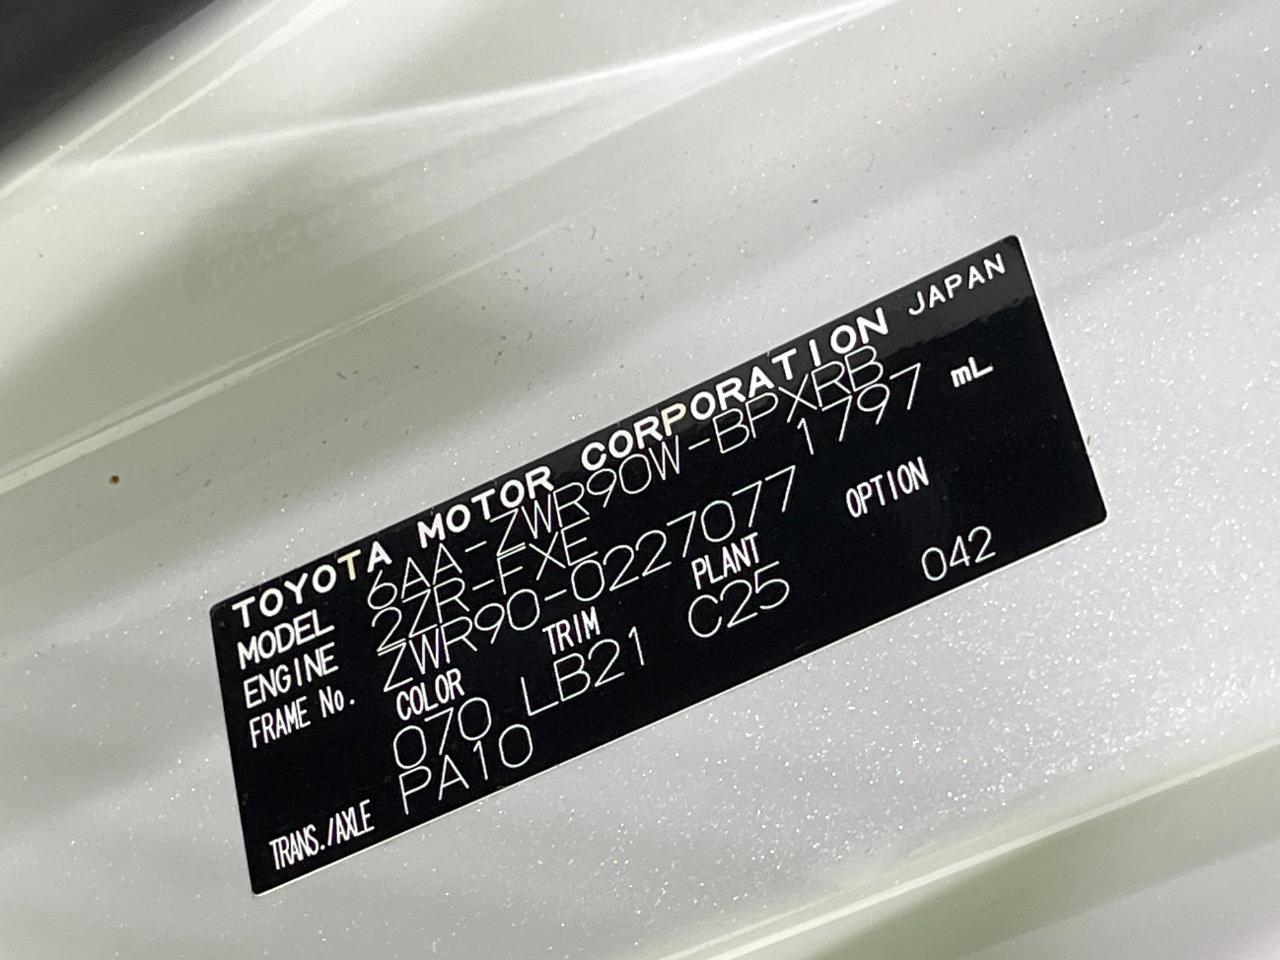 TOYOTA MOTOR CORPORATION JAPAN
MODEL 6AA-ZWR90W-BPXRB
ENGINE 2ZR-FXE 1797 mL
FRAME No. ZWR90-0227077
COLOR TRIM PLANT OPTION
070 LB21 C25 042
TRANS./AXLE PA10